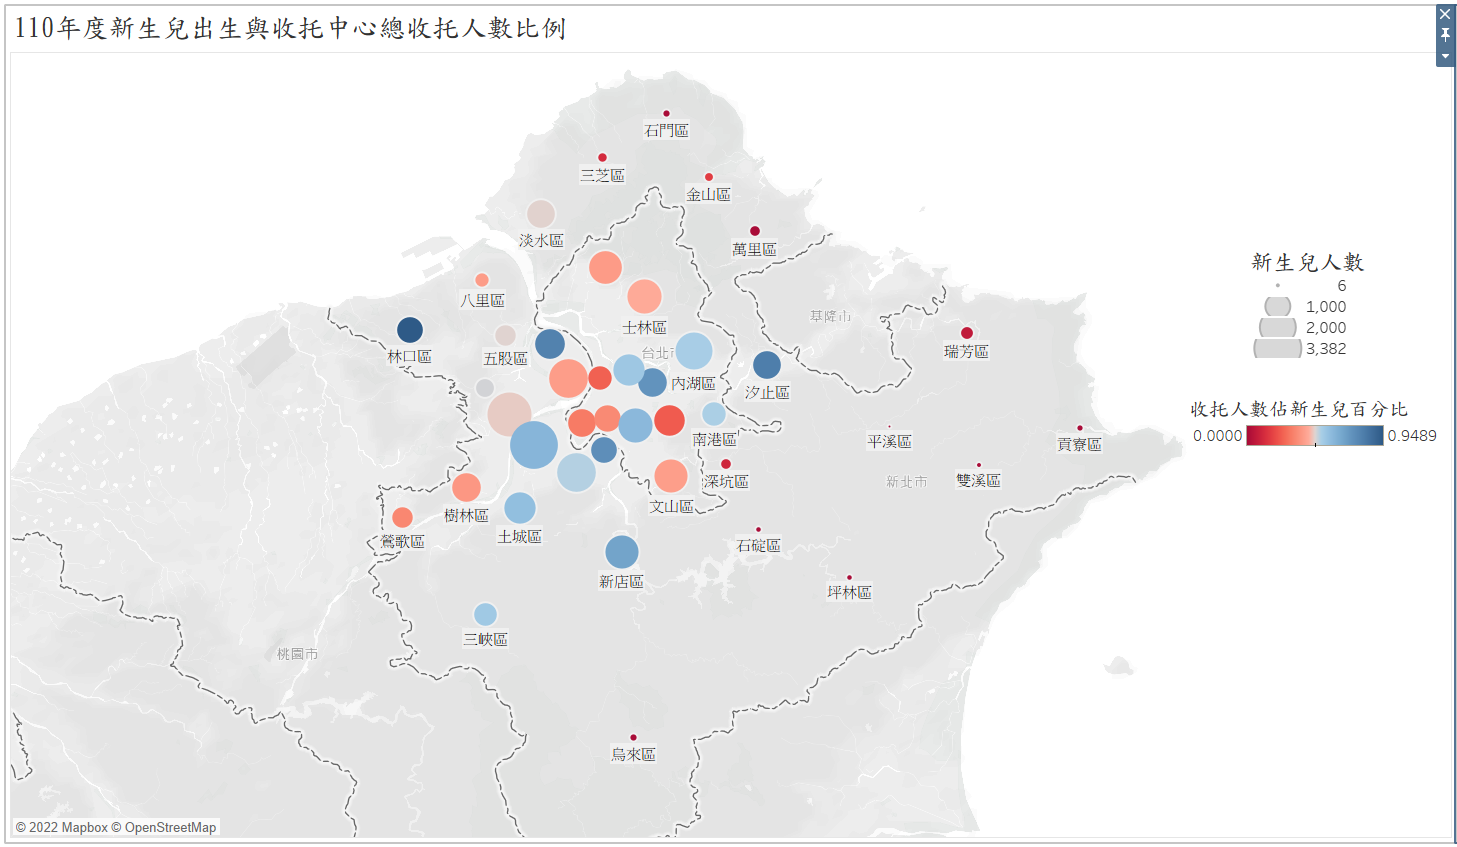 110年度新生兒出生與收托中心總收托人數比例
石門區
三芝區
金山區
淡水區
萬里區
八里區
士林區
基隆市
林口區
五股區
台北市
瑞芳區
內湖區
汐止區
南港區
平溪區
貢寮區
深坑區
雙溪區
新北市
文山區
樹林區
土城區
鶯歌區
石碇區
新店區
坪林區
三峽區
桃園市
烏來區
新生兒人數
6
1,000
2,000
3,382
收托人數佔新生兒百分比
0.0000
0.9489
© 2022 Mapbox © OpenStreetMap